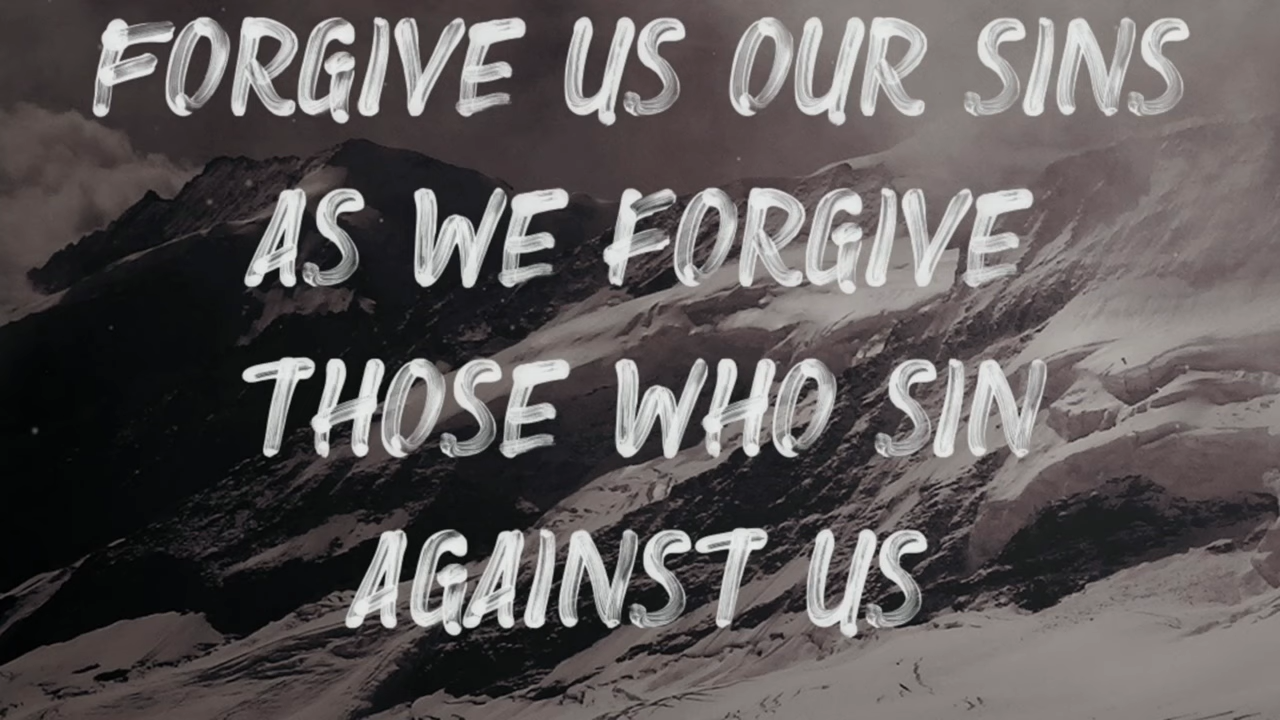 FORGIVE US OUR SINS
AS WE FORGIVE
THOSE WHO SIN
AGAINST US